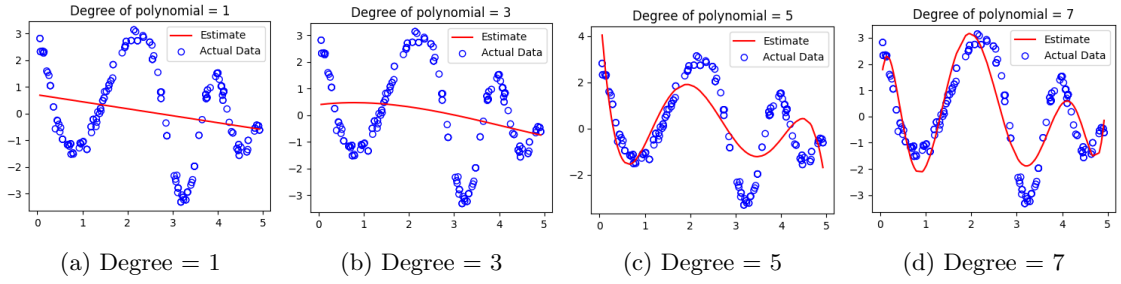 Degree of polynomial = 1
Estimate
Actual Data
3
2
1
0
−1
−2
−3
0 1 2 3 4 5
(a) Degree = 1
Degree of polynomial = 3
Estimate
Actual Data
3
2
1
0
−1
−2
−3
0 1 2 3 4 5
(b) Degree = 3
Degree of polynomial = 5
Estimate
Actual Data
4
2
0
−2
0 1 2 3 4 5
(c) Degree = 5
Degree of polynomial = 7
Estimate
Actual Data
3
2
1
0
−1
−2
−3
0 1 2 3 4 5
(d) Degree = 7